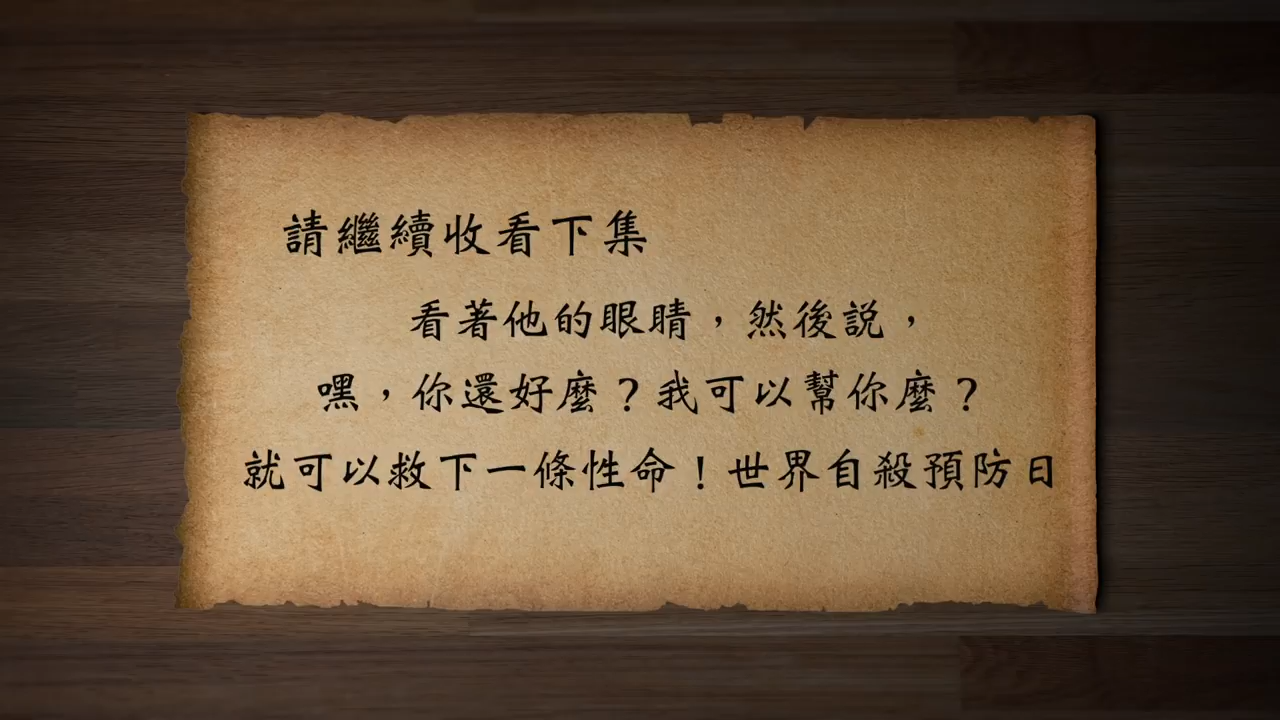 請繼續收看下集
看著他的眼睛，然後説，
嘿，你還好麼？我可以幫你麼？
就可以救下一條性命！世界自殺預防日